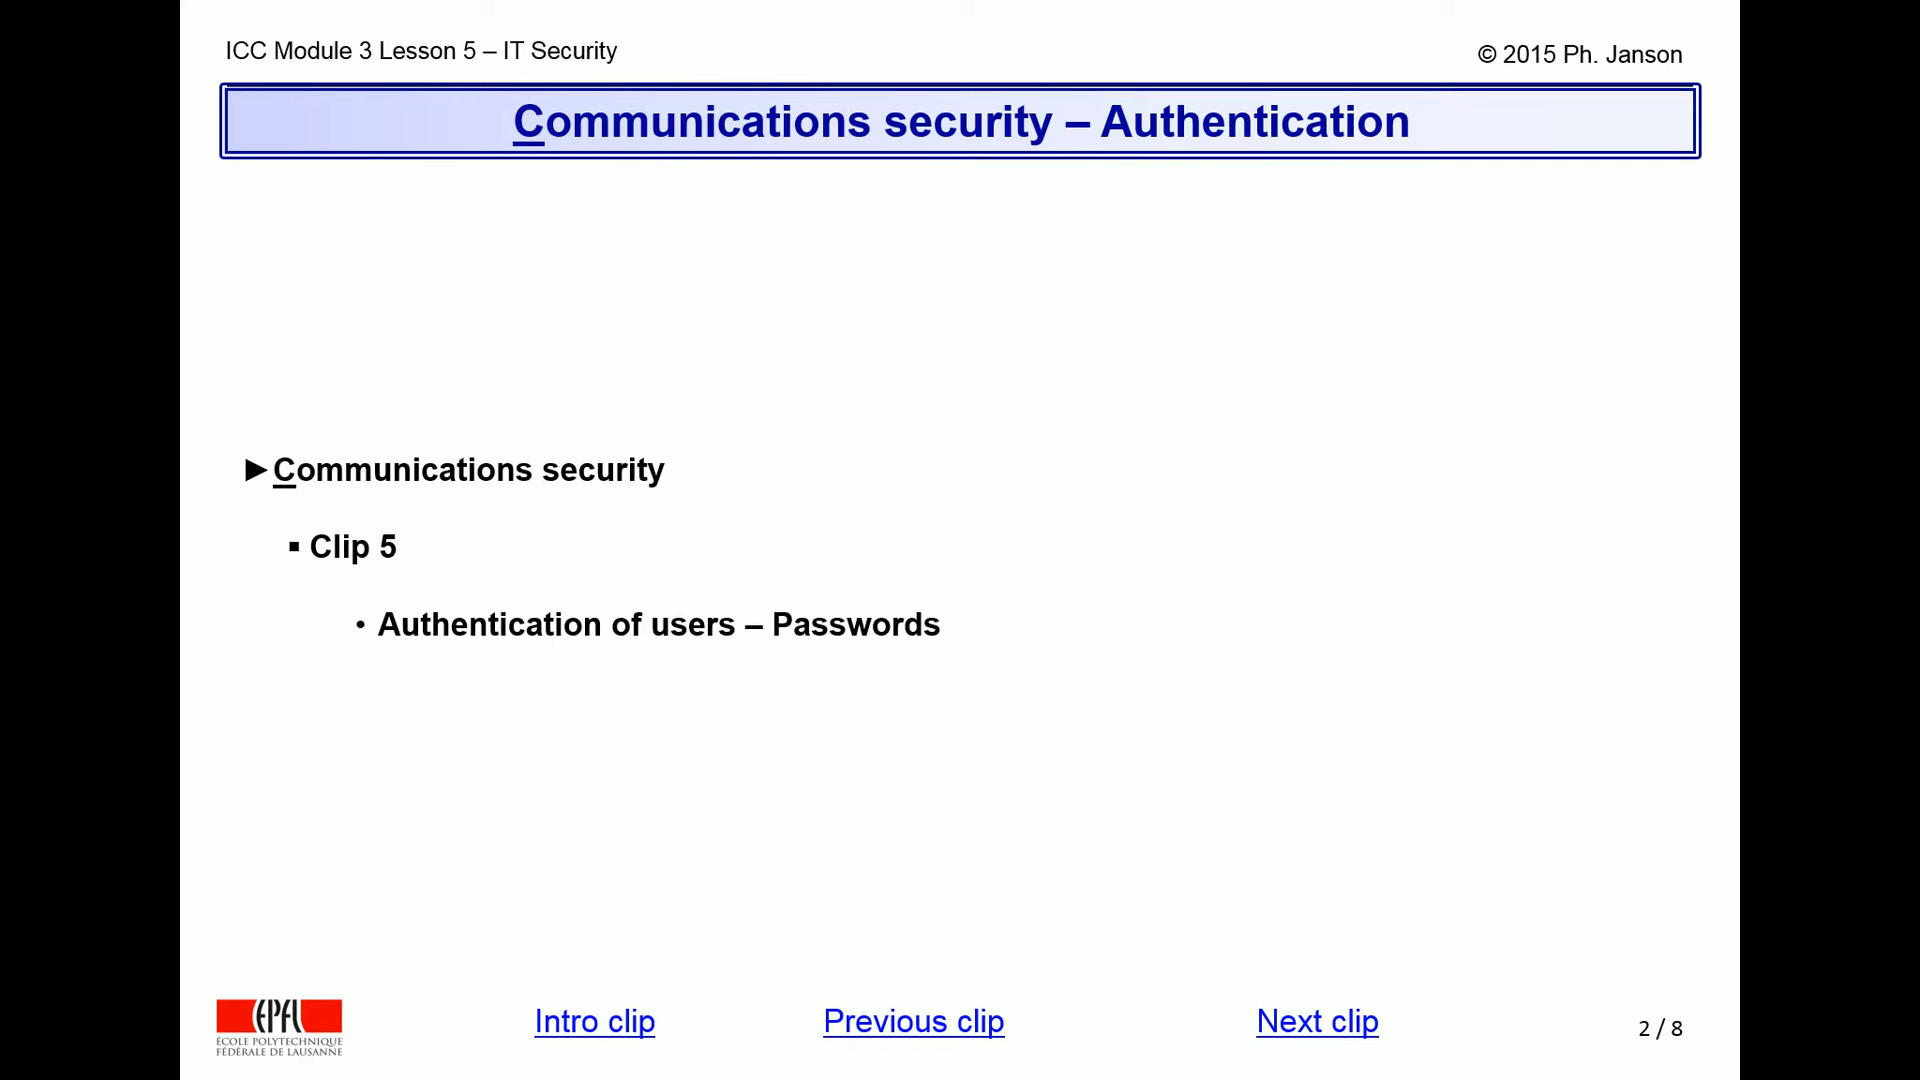 ICC Module 3 Lesson 5 – IT Security
© 2015 Ph. Janson
Communications security – Authentication
►Communications security
▪ Clip 5
• Authentication of users – Passwords
EPFL
ÉCOLE POLYTECHNIQUE
FÉDÉRALE DE LAUSANNE
Intro clip
Previous clip
Next clip
2 / 8